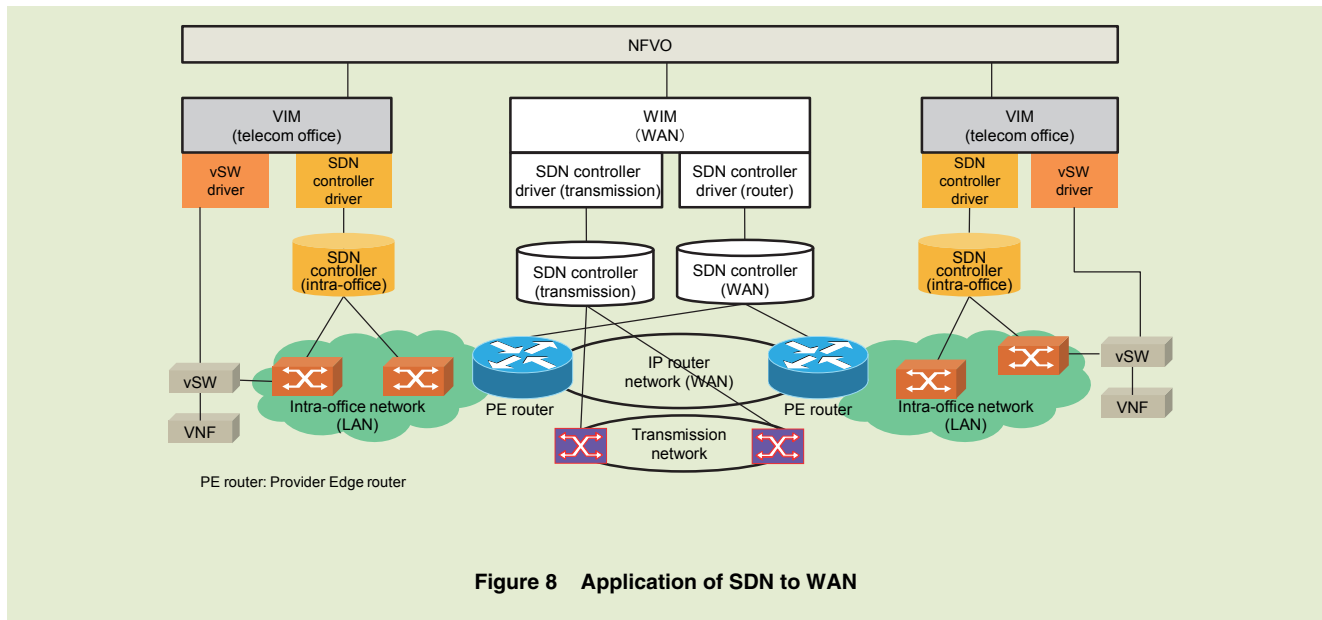 NFVO
VIM
(telecom office)
WIM
（WAN）
VIM
(telecom office)
vSW
driver
SDN
controller
driver
SDN controller
driver (transmission)
SDN controller
driver (router)
SDN
controller
driver
vSW
driver
SDN
controller
(intra-office)
SDN controller
(transmission)
SDN controller
(WAN)
SDN
controller
(intra-office)
vSW
VNF
Intra-office network
(LAN)
PE router
IP router
network (WAN)
PE router
Intra-office network
(LAN)
vSW
VNF
Transmission
network
PE router: Provider Edge router
Figure 8 Application of SDN to WAN